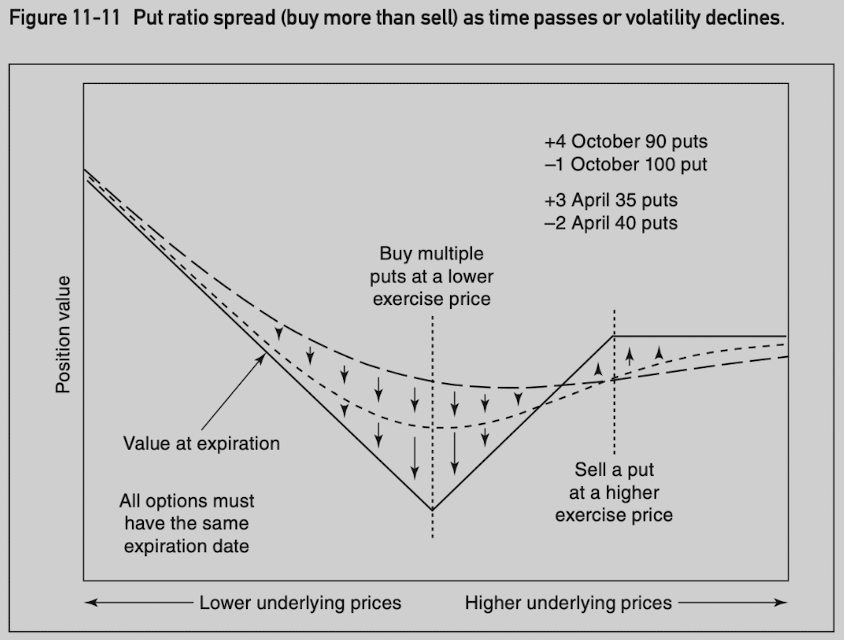 Figure 11-11 Put ratio spread (buy more than sell) as time passes or volatility declines.
+4 October 90 puts
–1 October 100 put
+3 April 35 puts
–2 April 40 puts
Buy multiple
puts at a lower
exercise price
Position value
Value at expiration
All options must
have the same
expiration date
Sell a put
at a higher
exercise price
Lower underlying prices
Higher underlying prices